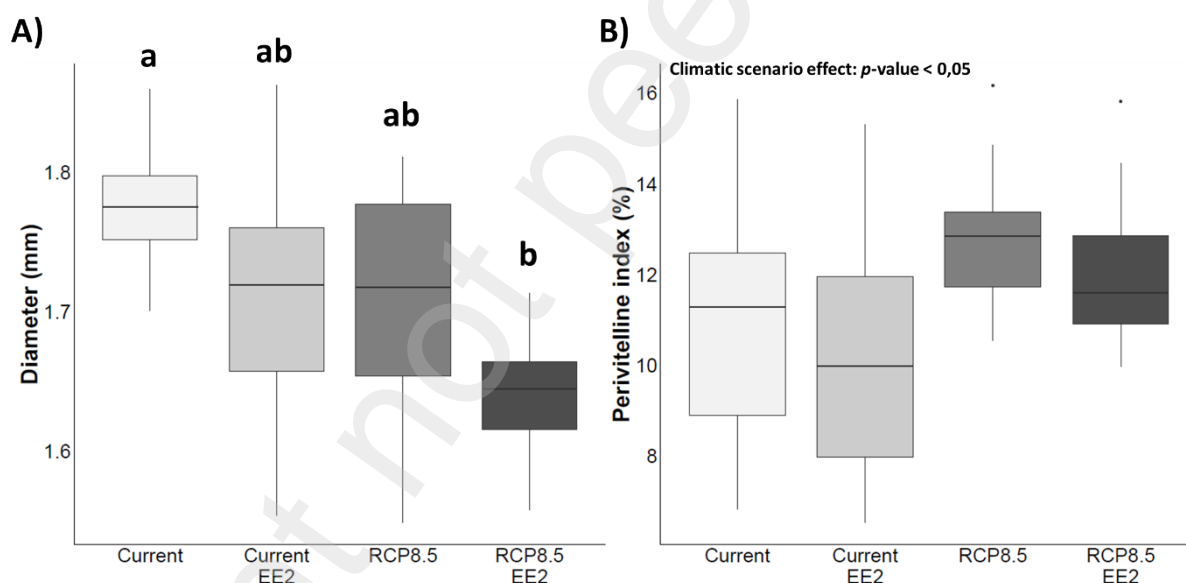 A)
a
ab
ab
b
Diameter (mm)
1.8
1.7
1.6
Current
Current
EE2
RCP8.5
RCP8.5
EE2
B)
Climatic scenario effect: p-value < 0,05
Perivitelline index (%)
16
14
12
10
8
Current
Current
EE2
RCP8.5
RCP8.5
EE2
not pee